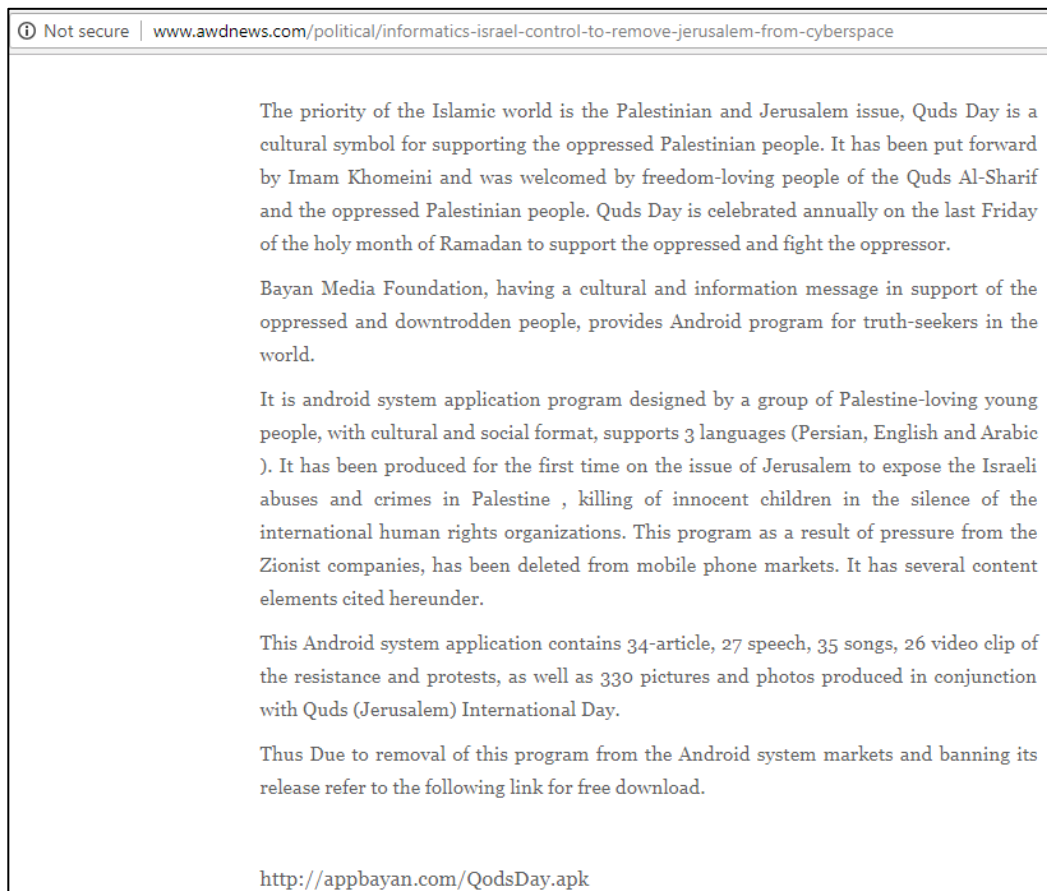 Not secure | www.awdnews.com/political/informatics-israel-control-to-remove-jerusalem-from-cyberspace
The priority of the Islamic world is the Palestinian and Jerusalem issue, Quds Day is a
cultural symbol for supporting the oppressed Palestinian people. It has been put forward
by Imam Khomeini and was welcomed by freedom-loving people of the Quds Al-Sharif
and the oppressed Palestinian people. Quds Day is celebrated annually on the last Friday
of the holy month of Ramadan to support the oppressed and fight the oppressor.
Bayan Media Foundation, having a cultural and information message in support of the
oppressed and downtrodden people, provides Android program for truth-seekers in the
world.
It is android system application program designed by a group of Palestine-loving young
people, with cultural and social format, supports 3 languages (Persian, English and Arabic
). It has been produced for the first time on the issue of Jerusalem to expose the Israeli
abuses and crimes in Palestine , killing of innocent children in the silence of the
international human rights organizations. This program as a result of pressure from the
Zionist companies, has been deleted from mobile phone markets. It has several content
elements cited hereunder.
This Android system application contains 34-article, 27 speech, 35 songs, 26 video clip of
the resistance and protests, as well as 330 pictures and photos produced in conjunction
with Quds (Jerusalem) International Day.
Thus Due to removal of this program from the Android system markets and banning its
release refer to the following link for free download.
http://appbayan.com/QodsDay.apk